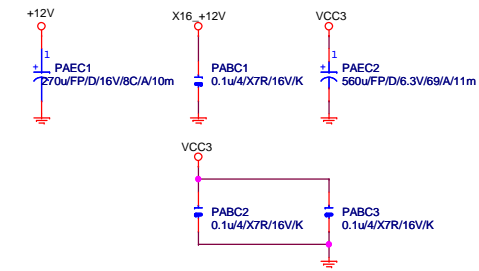 +12V
X16_+12V
VCC3
1
+
PAEC1
270u/FP/D/16V/8C/A/10m
PABC1
0.1u/4/X7R/16V/K
1
+
PAEC2
560u/FP/D/6.3V/69/A/11m
VCC3
PABC2
0.1u/4/X7R/16V/K
PABC3
0.1u/4/X7R/16V/K